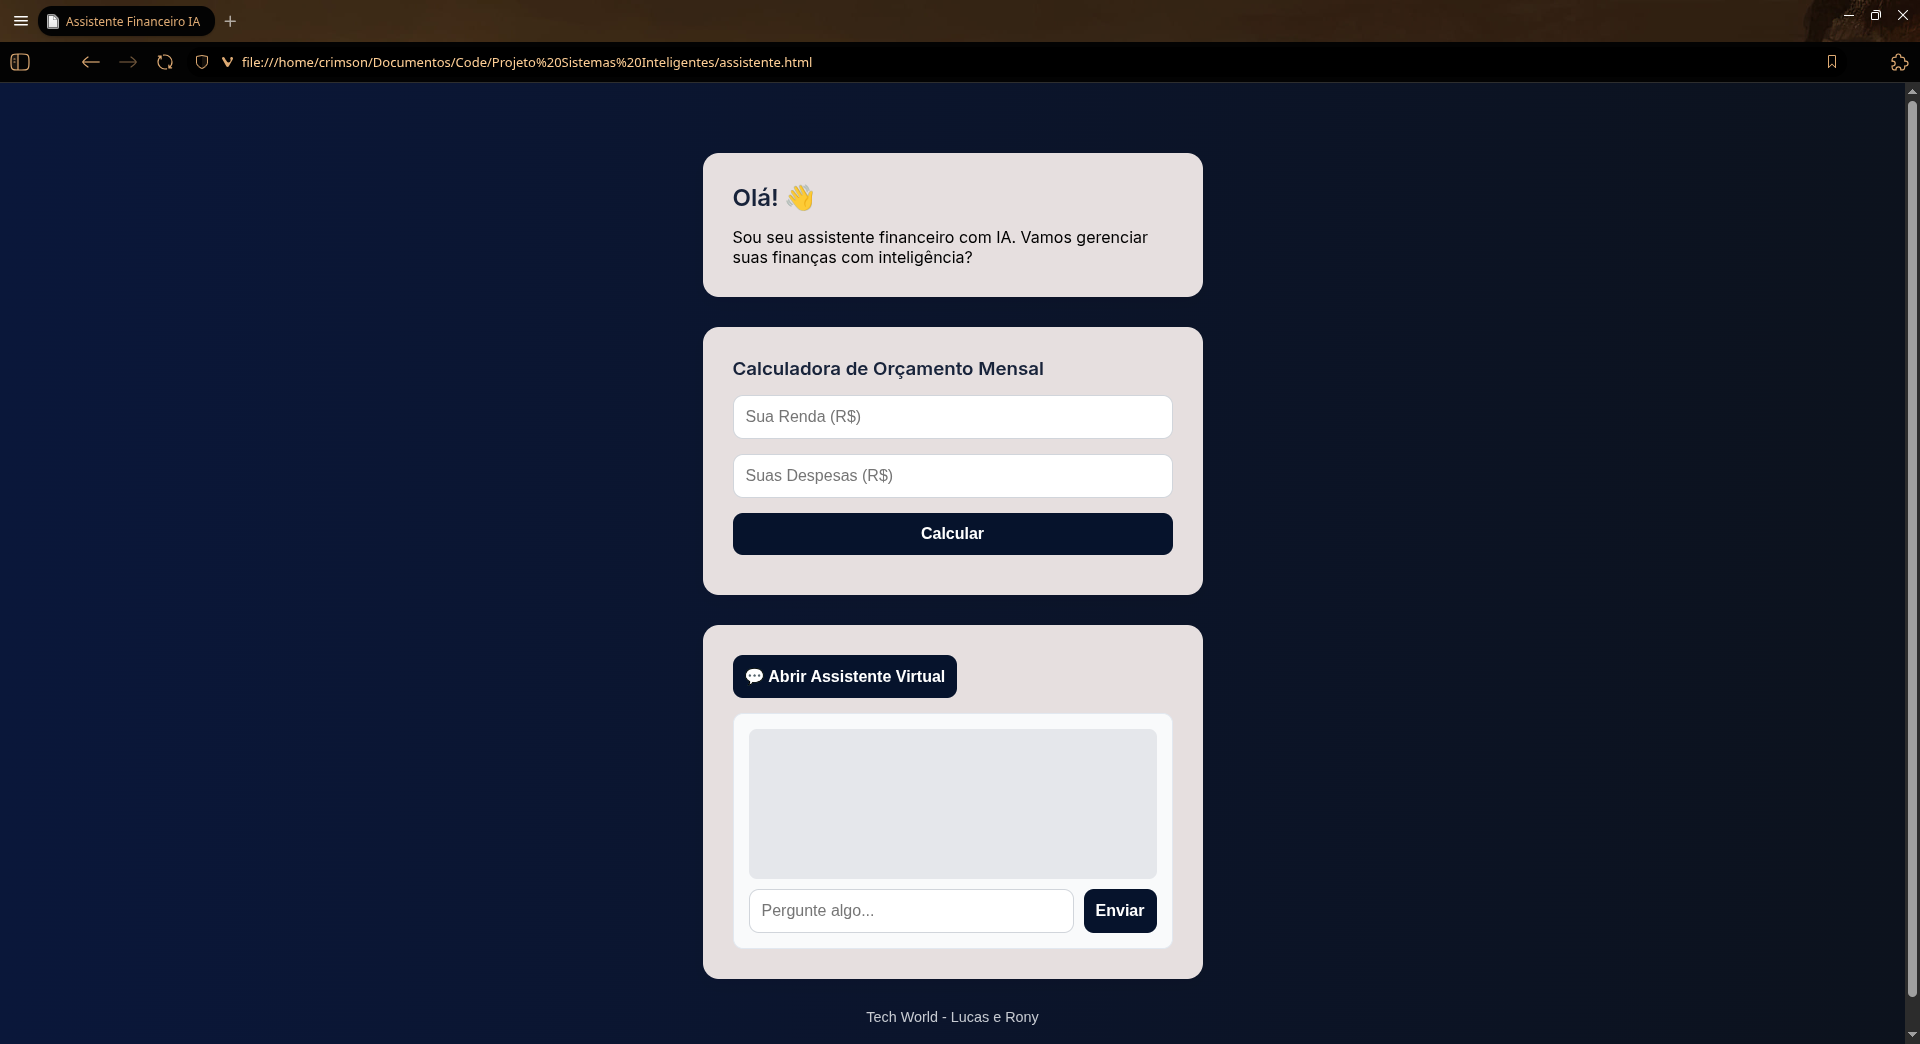 Assistente Financeiro IA
file:///home/crimson/Documentos/Code/Projeto%20Sistemas%20Inteligentes/assistente.html
Olá! 👋
Sou seu assistente financeiro com IA. Vamos gerenciar
suas finanças com inteligência?
Calculadora de Orçamento Mensal
Sua Renda (R$)
Suas Despesas (R$)
Calcular
💬 Abrir Assistente Virtual
Pergunte algo...
Enviar
Tech World - Lucas e Rony